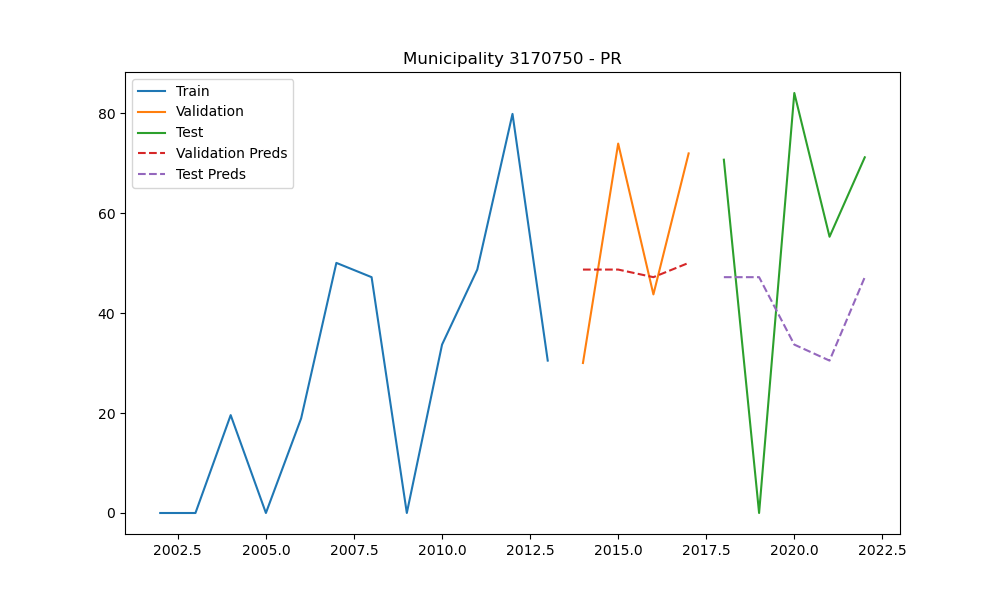 Municipality 3170750 - PR
Train
Validation
Test
Validation Preds
Test Preds
80
60
40
20
0
2002.5 2005.0 2007.5 2010.0 2012.5 2015.0 2017.5 2020.0 2022.5